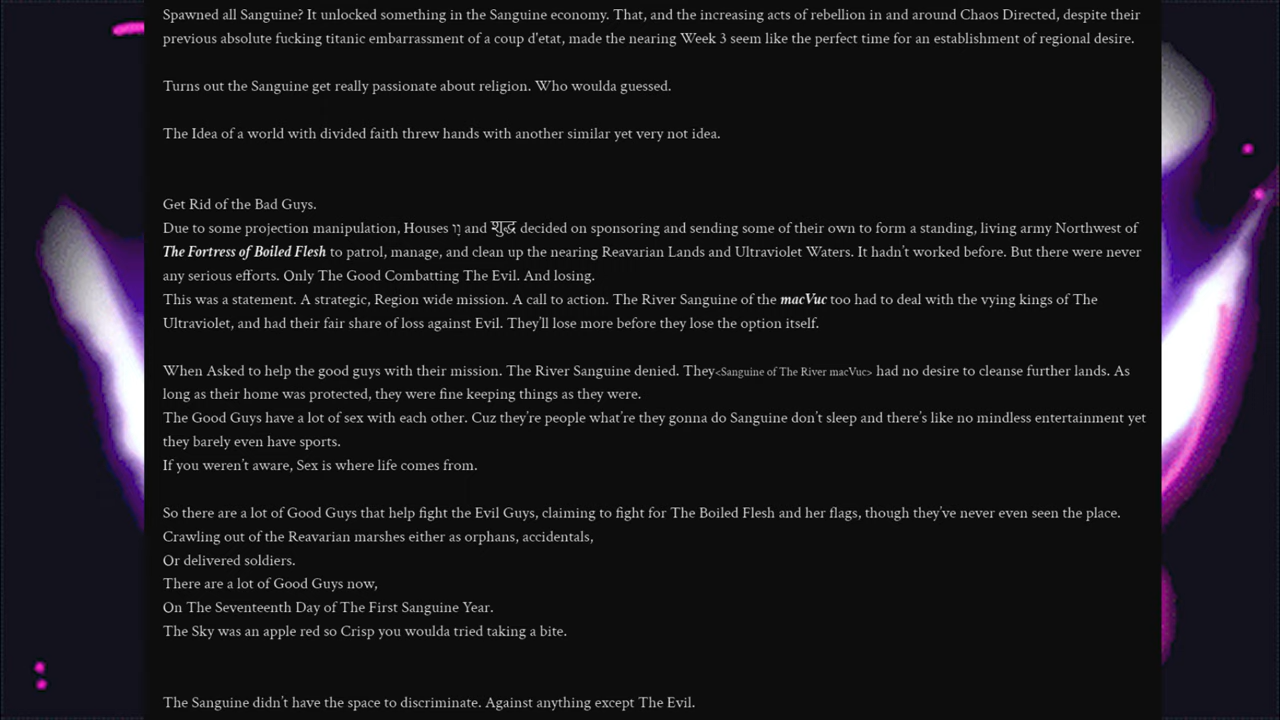 Spawned all Sanguine? It unlocked something in the Sanguine economy. That, and the increasing acts of rebellion in and around Chaos Directed, despite their
previous absolute fucking titanic embarrassment of a coup d'etat, made the nearing Week 3 seem like the perfect time for an establishment of regional desire.
Turns out the Sanguine get really passionate about religion. Who woulda guessed.
The Idea of a world with divided faith threw hands with another similar yet very not idea.
Get Rid of the Bad Guys.
Due to some projection manipulation, Houses and शुद्ध decided on sponsoring and sending some of their own to form a standing, living army Northwest of
The Fortress of Boiled Flesh to patrol, manage, and clean up the nearing Reavarian Lands and Ultraviolet Waters. It hadn't worked before. But there were never
any serious efforts. Only The Good Combatting The Evil. And losing.
This was a statement. A strategic, Region wide mission. A call to action. The River Sanguine of the macVuc too had to deal with the vying kings of The
Ultraviolet, and had their fair share of loss against Evil. They'll lose more before they lose the option itself.
When Asked to help the good guys with their mission. The River Sanguine denied. They<Sanguine of The River macVuc> had no desire to cleanse further lands. As
long as their home was protected, they were fine keeping things as they were.
The Good Guys have a lot of sex with each other. Cuz they're people what're they gonna do Sanguine don't sleep and there's like no mindless entertainment yet
they barely even have sports.
If you weren't aware, Sex is where life comes from.
So there are a lot of Good Guys that help fight the Evil Guys, claiming to fight for The Boiled Flesh and her flags, though they've never even seen the place.
Crawling out of the Reavarian marshes either as orphans, accidentals,
Or delivered soldiers.
There are a lot of Good Guys now,
On The Seventeenth Day of The First Sanguine Year.
The Sky was an apple red so Crisp you woulda tried taking a bite.
The Sanguine didn't have the space to discriminate. Against anything except The Evil.